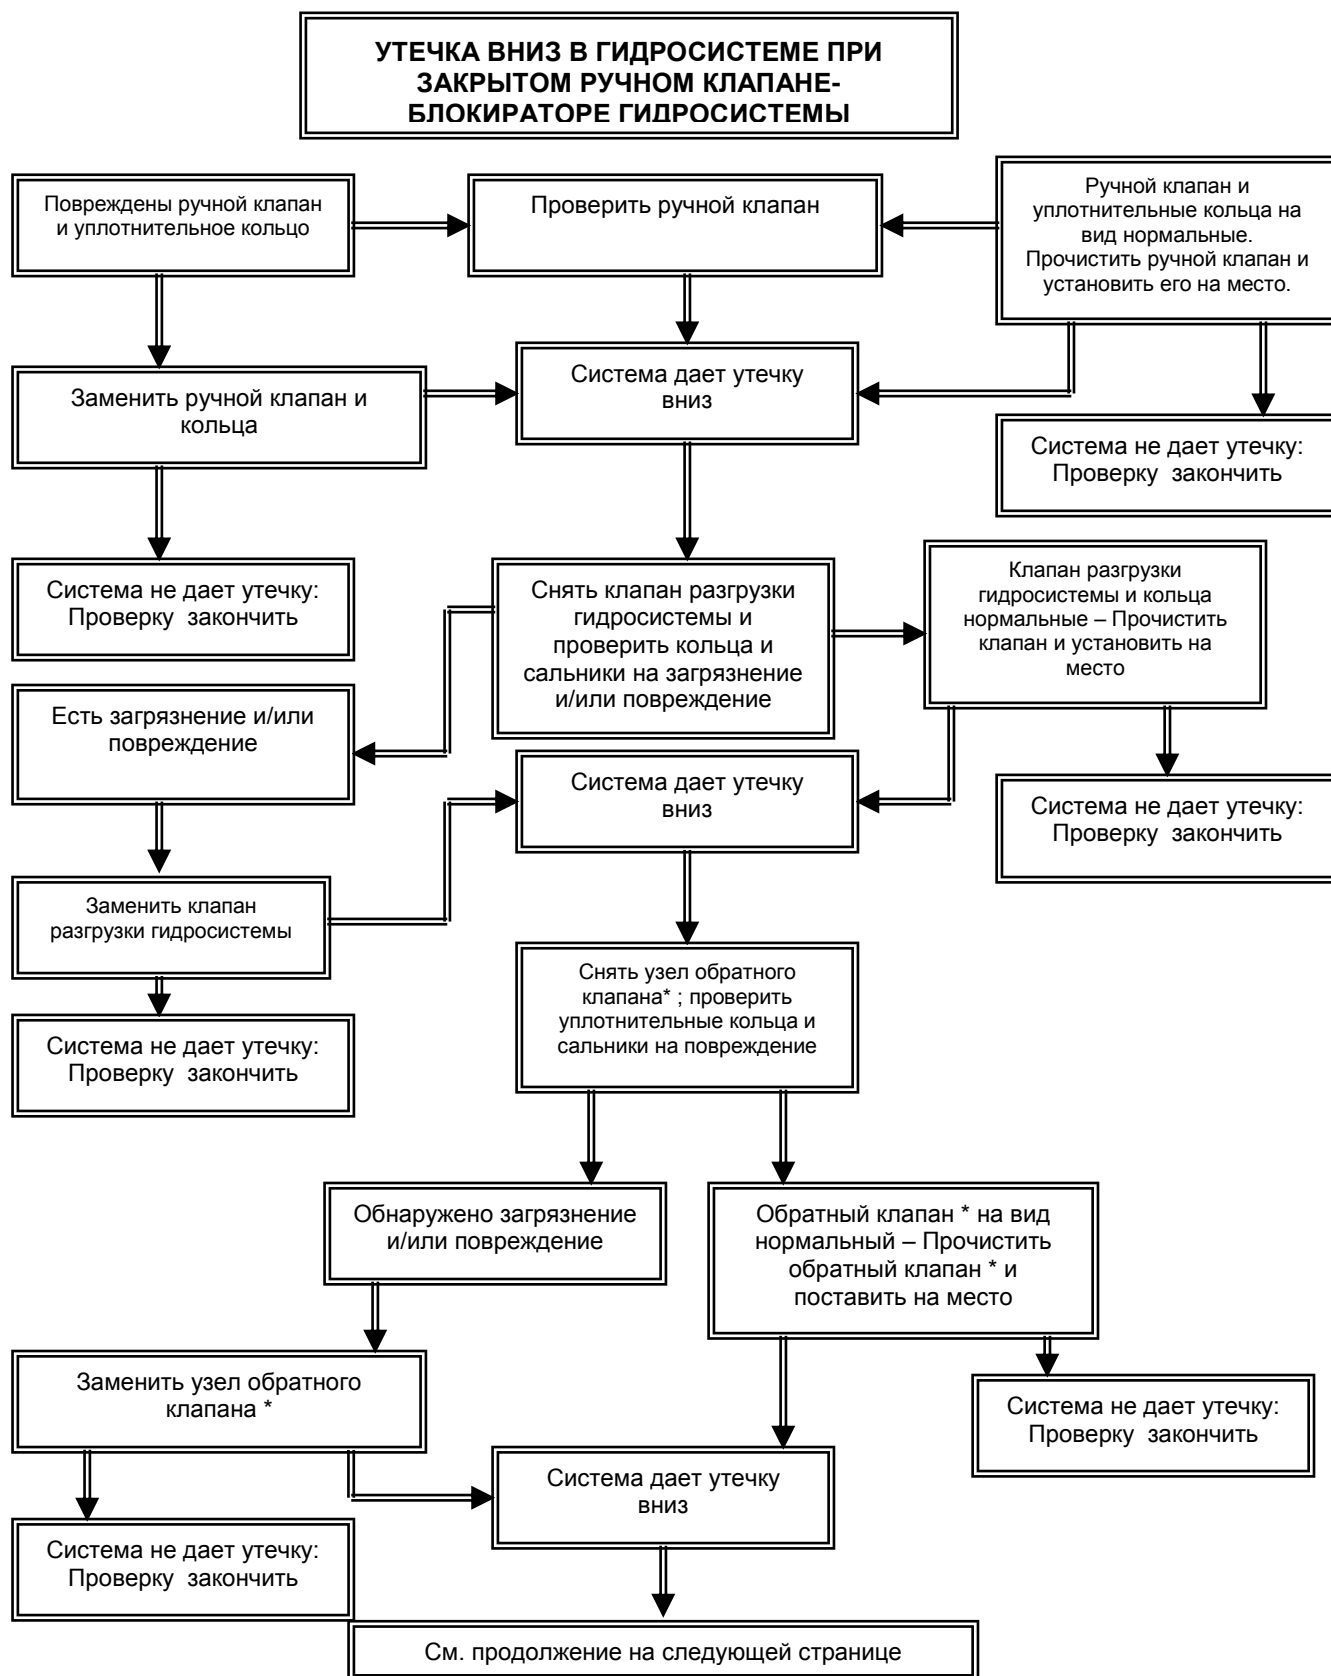 УТЕЧКА ВНИЗ В ГИДРОСИСТЕМЕ ПРИ
ЗАКРЫТОМ РУЧНОМ КЛАПАНЕ-
БЛОКИРАТОРЕ ГИДРОСИСТЕМЫ
Повреждены ручной клапан
и уплотнительное кольцо
Проверить ручной клапан
Ручной клапан и
уплотнительные кольца на
вид нормальные.
Прочистить ручной клапан и
установить его на место.
Заменить ручной клапан и
кольца
Система дает утечку
вниз
Система не дает утечку:
Проверку закончить
Система не дает утечку:
Проверку закончить
Снять клапан разгрузки
гидросистемы и
проверить кольца и
сальники на загрязнение
и/или повреждение
Клапан разгрузки
гидросистемы и кольца
нормальные – Прочистить
клапан и установить на
место
Есть загрязнение и/или
повреждение
Система дает утечку
вниз
Система не дает утечку:
Проверку закончить
Заменить клапан
разгрузки гидросистемы
Снять узел обратного
клапана* ; проверить
уплотнительные кольца и
сальники на повреждение
Система не дает утечку:
Проверку закончить
Обнаружено загрязнение
и/или повреждение
Обратный клапан * на вид
нормальный – Прочистить
обратный клапан * и
поставить на место
Заменить узел обратного
клапана *
Система не дает утечку:
Проверку закончить
Система дает утечку
вниз
Система не дает утечку:
Проверку закончить
См. продолжение на следующей странице